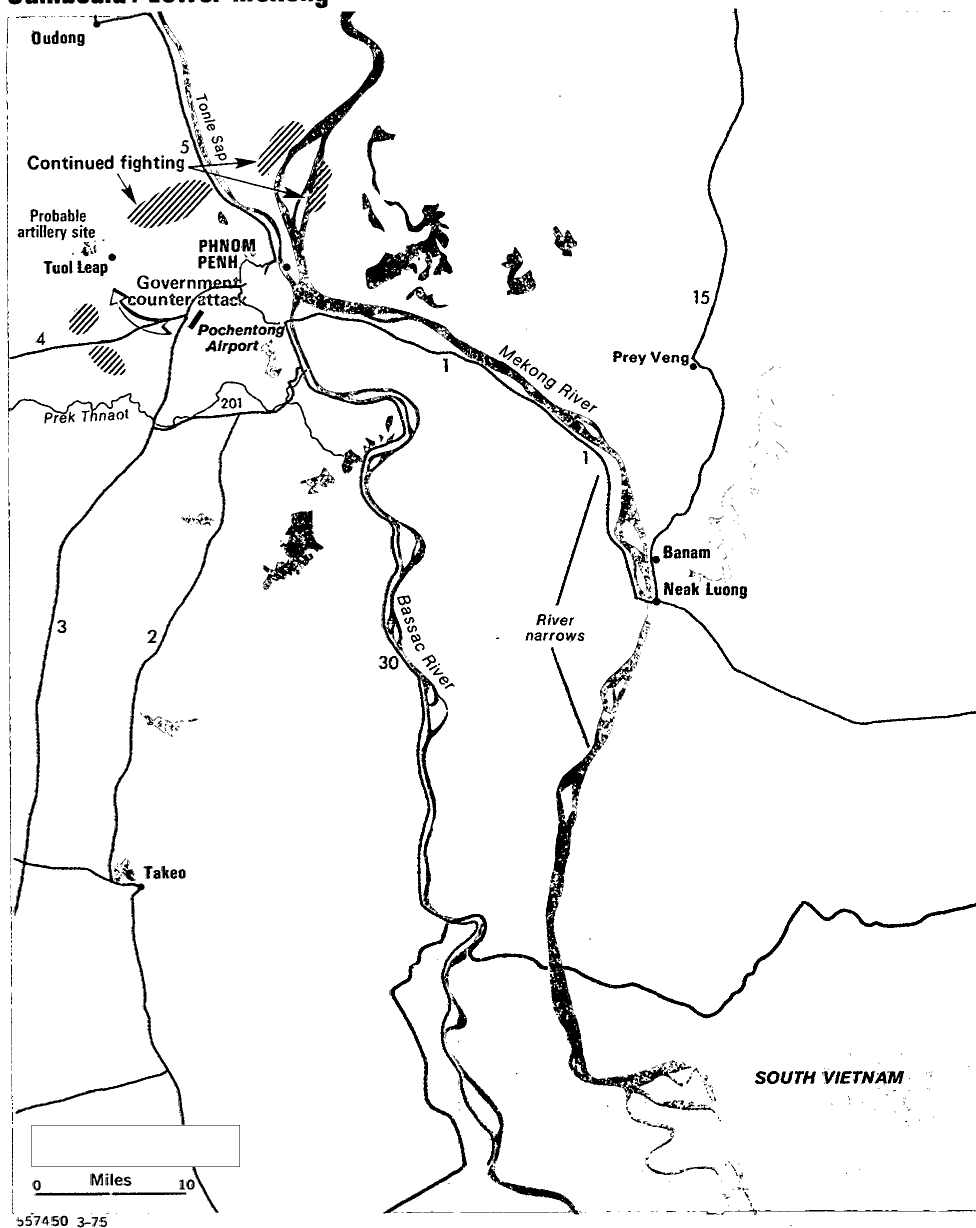 Oudong
Tonle Sap
5
Continued fighting
Probable
artillery site
Tuol Leap
PHNOM
PENH
Government
counter attack
15
4
Pochentong
Airport
Mekong River
Prey Veng
1
201
Prek Thnaot
1
Banam
Neak Luong
Bassac River
River
narrows
3
2
30
Takeo
SOUTH VIETNAM
Miles
0 10
557450 3-75